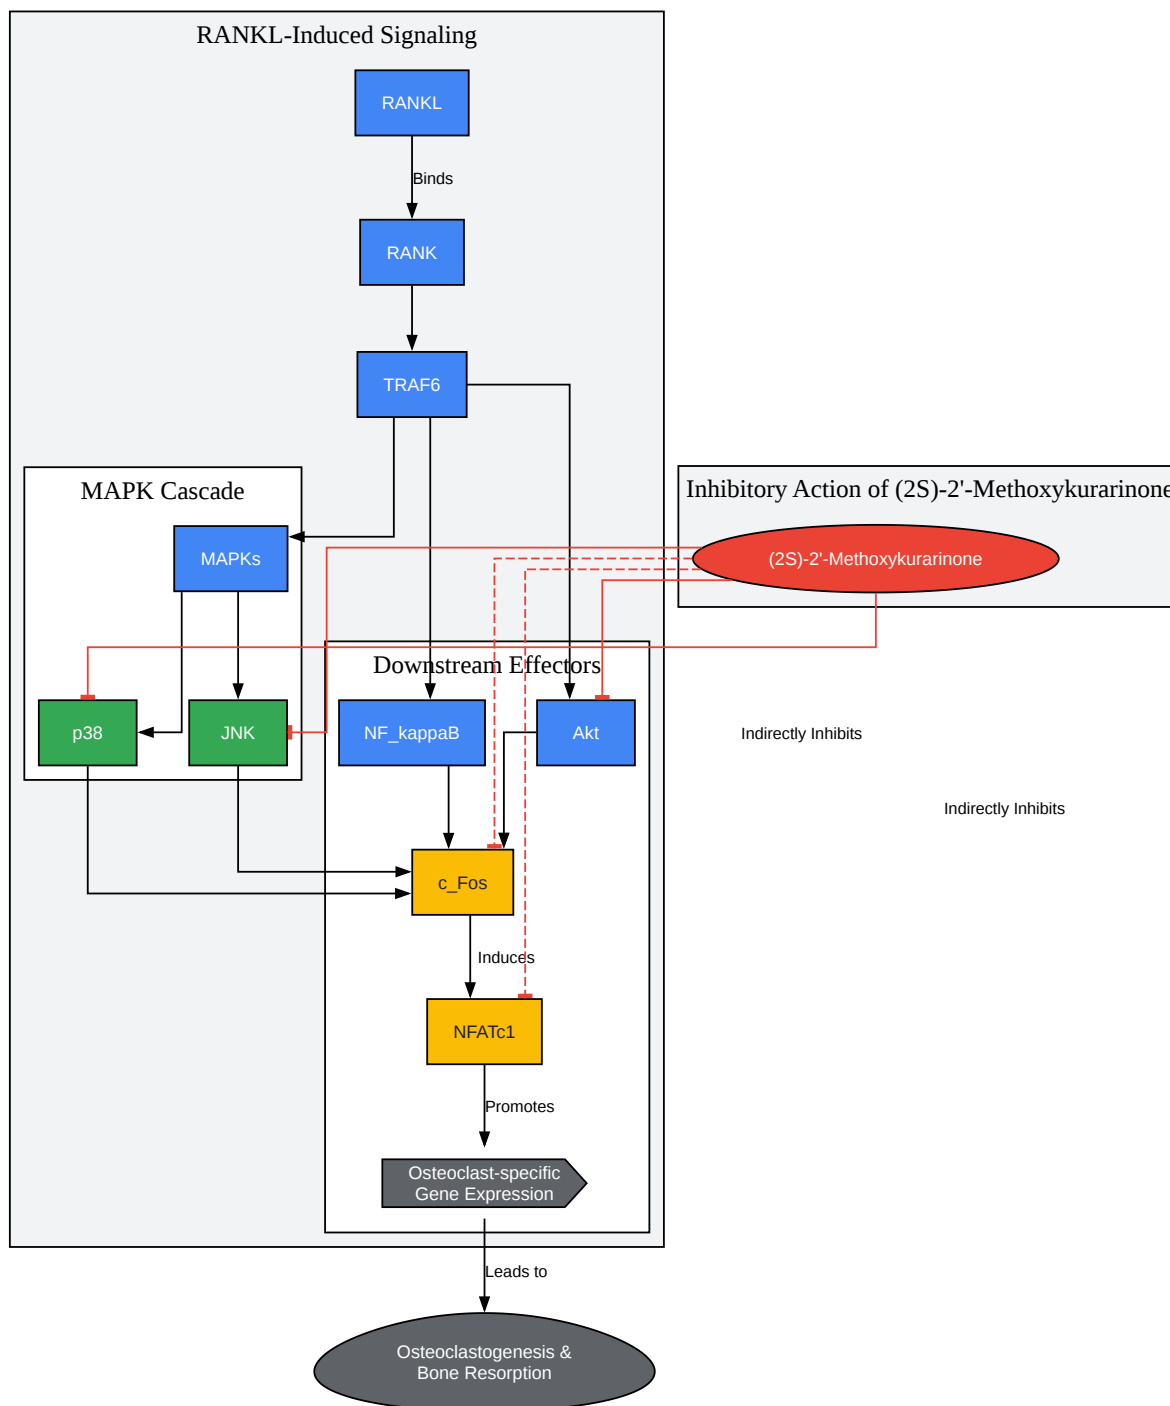 RANKL-Induced Signaling
RANKL
Binds
RANK
TRAF6
MAPK Cascade
Inhibitory Action of (2S)-2'-Methoxykurarinone
MAPKs
(2S)-2'-Methoxykurarinone
Downstream Effectors
p38
JNK
NF_kappaB
Akt
Indirectly Inhibits
Indirectly Inhibits
c_Fos
Induces
NFATc1
Promotes
Osteoclast-specific
Gene Expression
Leads to
Osteoclastogenesis &
Bone Resorption